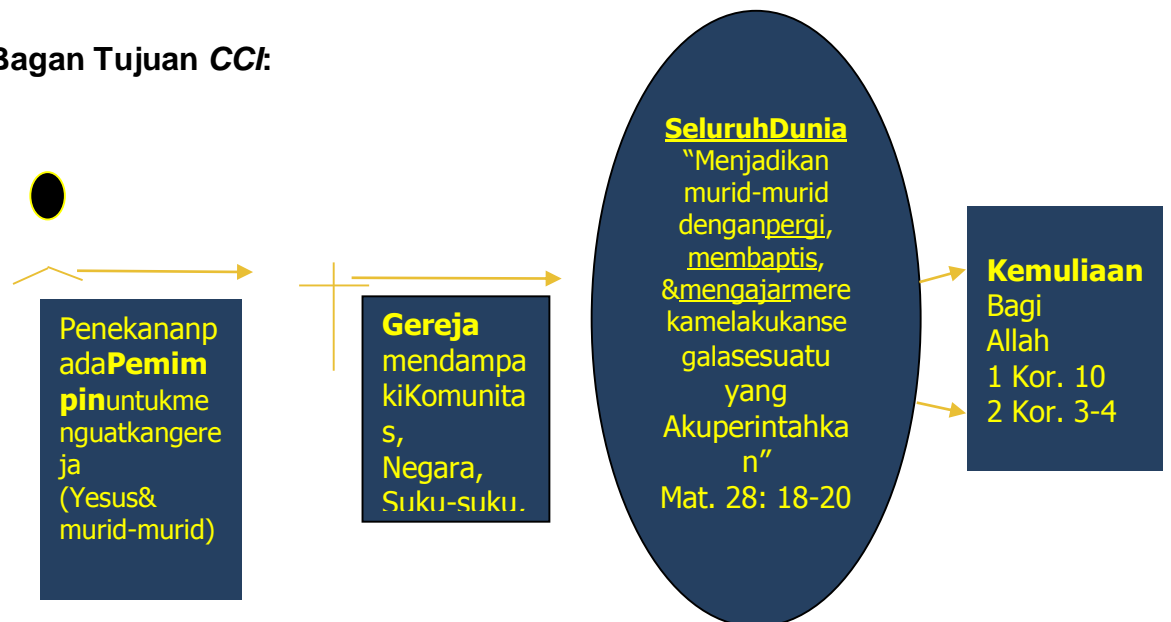 Bagan Tujuan CCI:
Penekananp
adaPemim
pinuntukme
nguatkangere
ja
(Yesus&
murid-murid)
Gereja
mendampa
kiKomunita
s,
Negara,
Suku-suku.
SeluruhDunia
“Menjadikan
murid-murid
denganpergi,
membaptis,
&mengajarmere
kamelakukanse
galasesuatu
yang
Akuperintahka
n”
Mat. 28: 18-20
Kemuliaan
Bagi
Allah
1 Kor. 10
2 Kor. 3-4